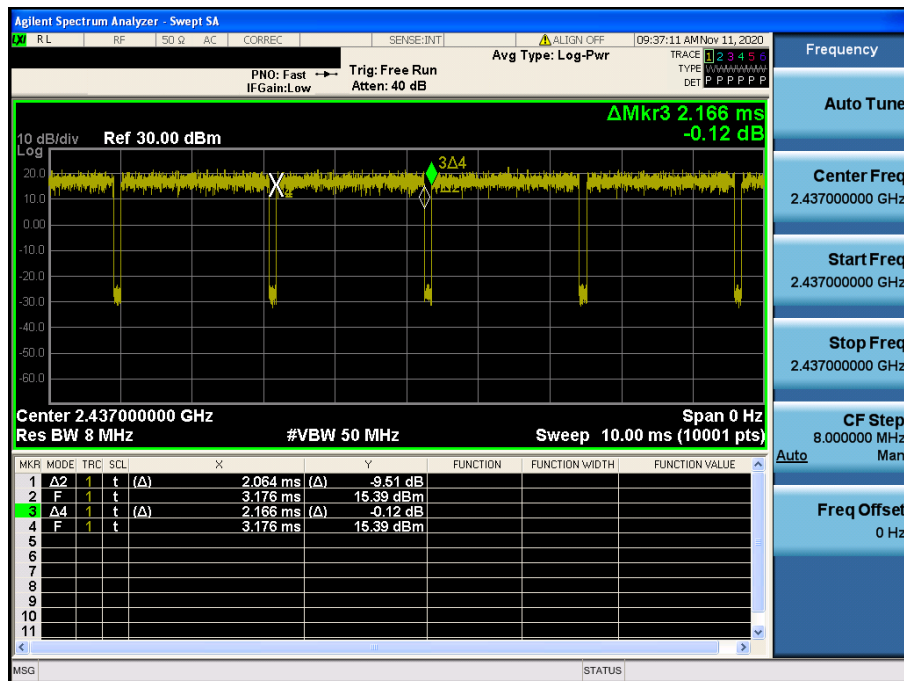 Agilent Spectrum Analyzer - Swept SA
LXI RL RF 50 Ω AC CORREC SENSE:INT ALIGN OFF 09:37:11 AM Nov 11, 2020
Frequency
Avg Type: Log-Pwr
TRACE 1 2 3 4 5 6
PNO: Fast Trig: Free Run
TYPE WWWWWW
IFGain:Low Atten: 40 dB
DET P P P P P P
Auto Tune
ΔMkr3 2.166 ms
-0.12 dB
10 dB/div Ref 30.00 dBm
Log
3Δ4
20.0
10.0
0.00
-10.0
-20.0
-30.0
-40.0
-50.0
-60.0
Center Freq
2.437000000 GHz
Start Freq
2.437000000 GHz
Stop Freq
2.437000000 GHz
CF Step
8.000000 MHz
Auto Man
Freq Offset
0 Hz
Center 2.437000000 GHz Span 0 Hz
Res BW 8 MHz #VBW 50 MHz Sweep 10.00 ms (10001 pts)
MKR MODE TRC SCL X Y FUNCTION FUNCTION WIDTH FUNCTION VALUE
1 Δ2 1 t (Δ) 2.064 ms (Δ) -9.51 dB
2 F 1 t 3.176 ms 15.39 dBm
3 Δ4 1 t (Δ) 2.166 ms (Δ) -0.12 dB
4 F 1 t 3.176 ms 15.39 dBm
5
6
7
8
9
10
11
MSG STATUS